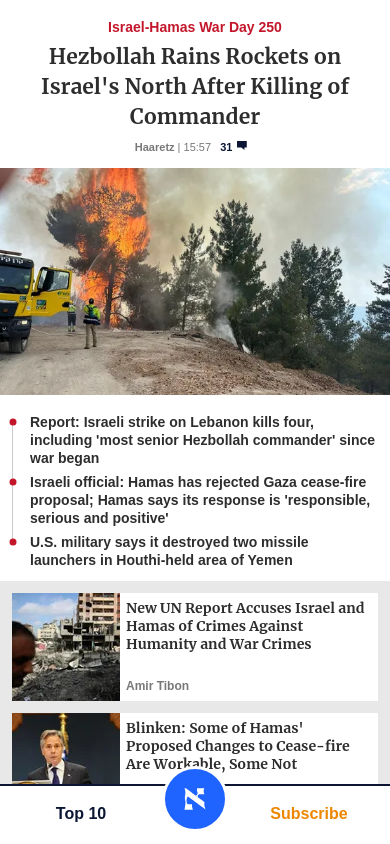 Israel-Hamas War Day 250
Hezbollah Rains Rockets on
Israel's North After Killing of
Commander
Haaretz | 15:57 31
Report: Israeli strike on Lebanon kills four,
including 'most senior Hezbollah commander' since
war began
Israeli official: Hamas has rejected Gaza cease-fire
proposal; Hamas says its response is 'responsible,
serious and positive'
U.S. military says it destroyed two missile
launchers in Houthi-held area of Yemen
New UN Report Accuses Israel and
Hamas of Crimes Against
Humanity and War Crimes
Amir Tibon
Blinken: Some of Hamas'
Proposed Changes to Cease-fire
Are Workable, Some Not
Top 10
א
Subscribe